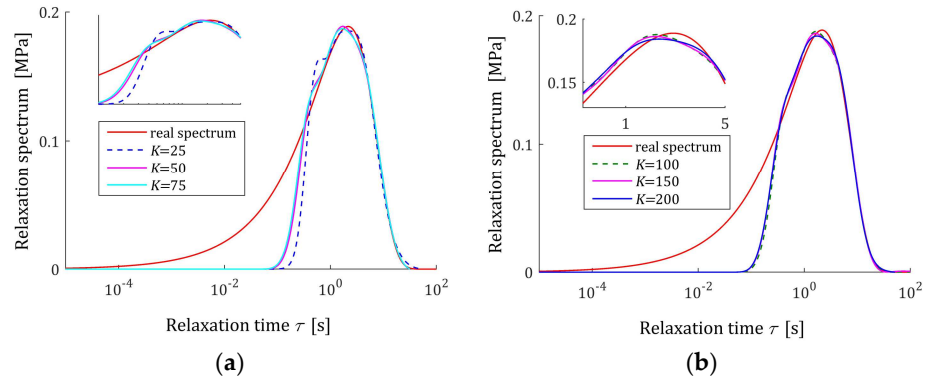 0.2
0.1
0
Relaxation spectrum [MPa]
real spectrum
K=25
K=50
K=75
10^-4
10^-2
10^0
10^2
Relaxation time τ [s]
(a)
0.2
0.1
0
Relaxation spectrum [MPa]
0.2
0.15
1
5
real spectrum
K=100
K=150
K=200
10^-4
10^-2
10^0
10^2
Relaxation time τ [s]
(b)